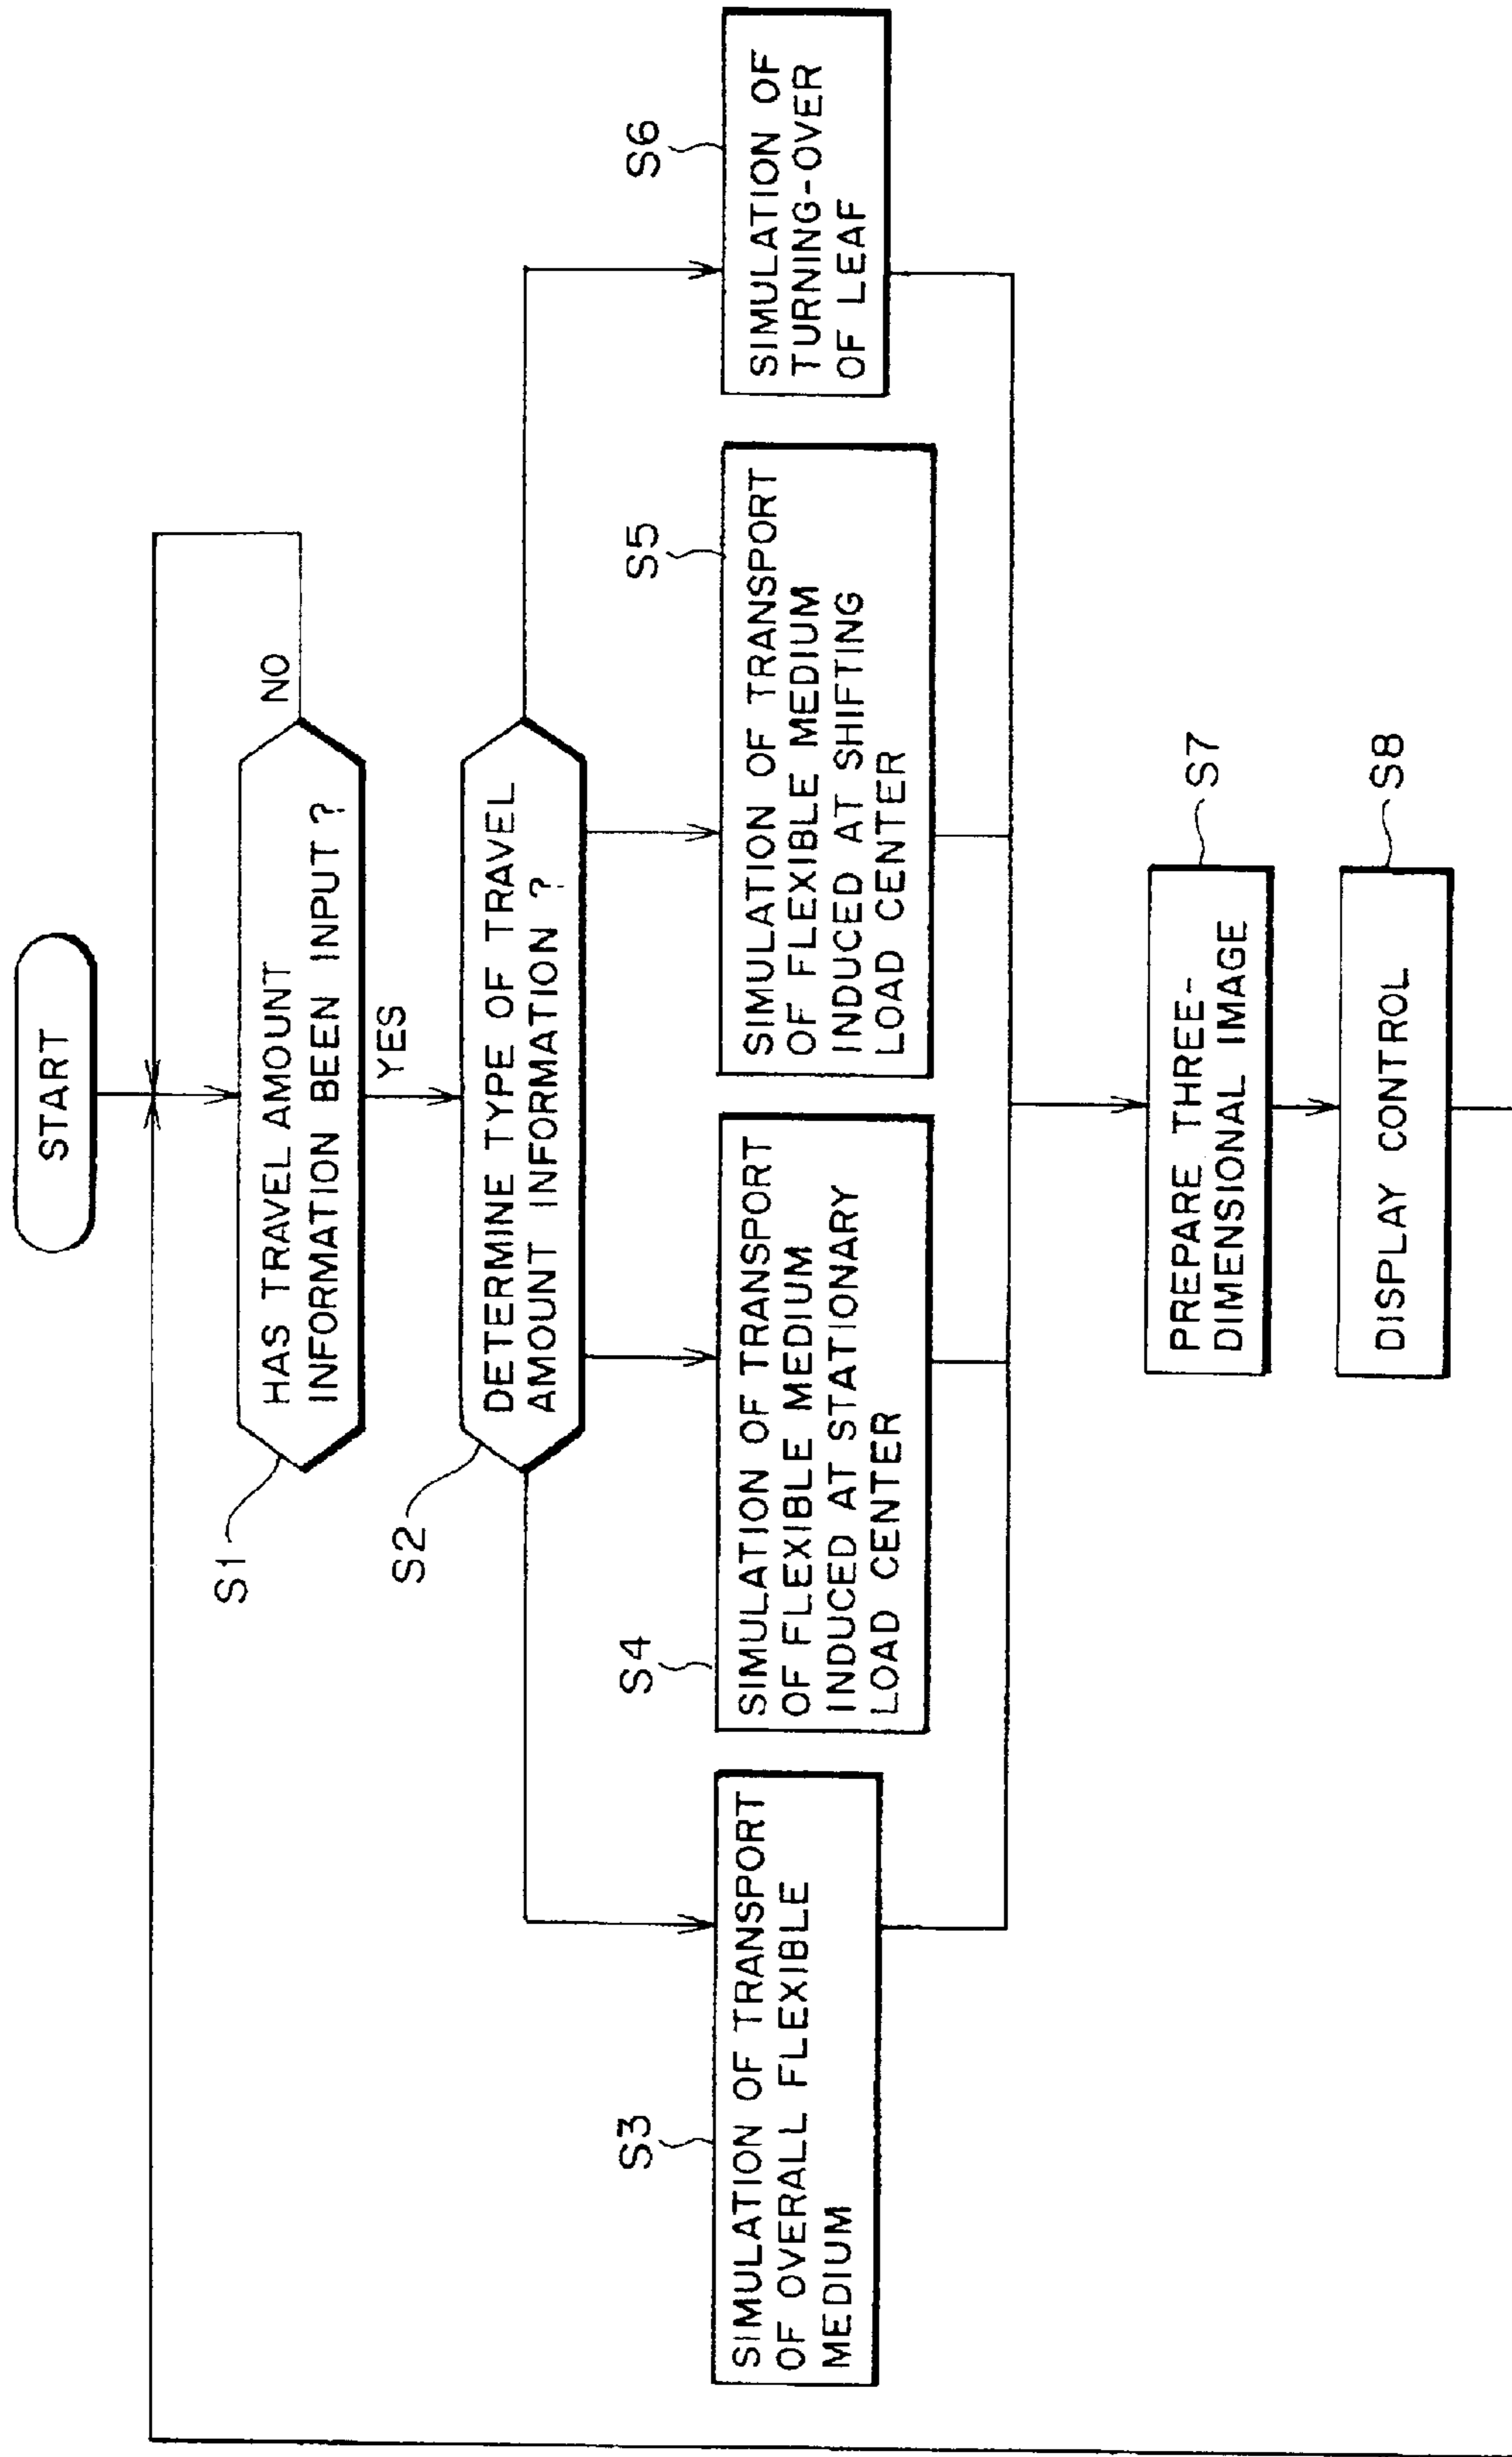 START
S1
HAS TRAVEL AMOUNT
INFORMATION BEEN INPUT ?
NO
YES
S2
DETERMINE TYPE OF TRAVEL
AMOUNT INFORMATION ?
S3
SIMULATION OF TRANSPORT
OF OVERALL FLEXIBLE
MEDIUM
S4
SIMULATION OF TRANSPORT
OF FLEXIBLE MEDIUM
INDUCED AT STATIONARY
LOAD CENTER
S5
SIMULATION OF TRANSPORT
OF FLEXIBLE MEDIUM
INDUCED AT SHIFTING
LOAD CENTER
S6
SIMULATION OF
TURNING-OVER
OF LEAF
S7
PREPARE THREE-
DIMENSIONAL IMAGE
S8
DISPLAY CONTROL